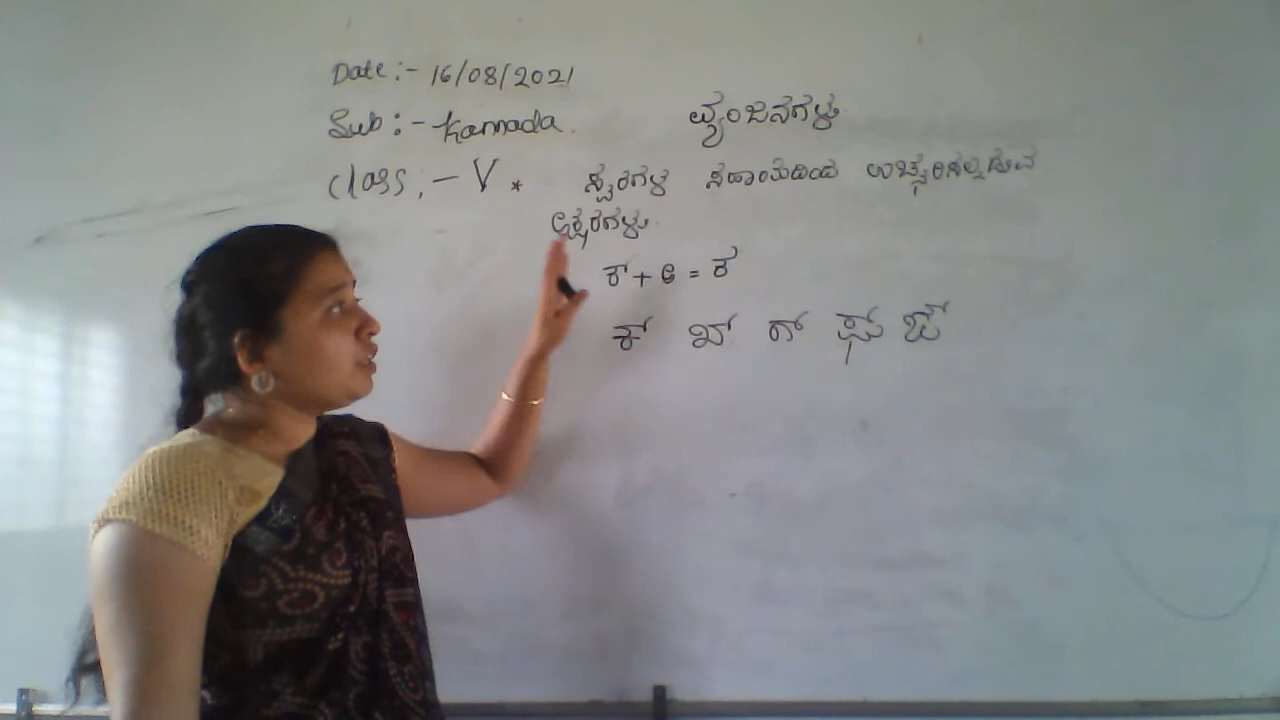 Date:- 16/08/2021
Sub:- Kannada.
ವ್ಯಂಜನಗಳು
Class:- V *
ಸ್ವರಗಳ ಸಹಾಯದಿಂದ ಉಚ್ಚರಿಸಲ್ಪಡುವ
ಅಕ್ಷರಗಳು.
ಕ್ + ಅ = ಕ
ಕ್ ಖ್ ಗ್ ಘ್ ಙ್